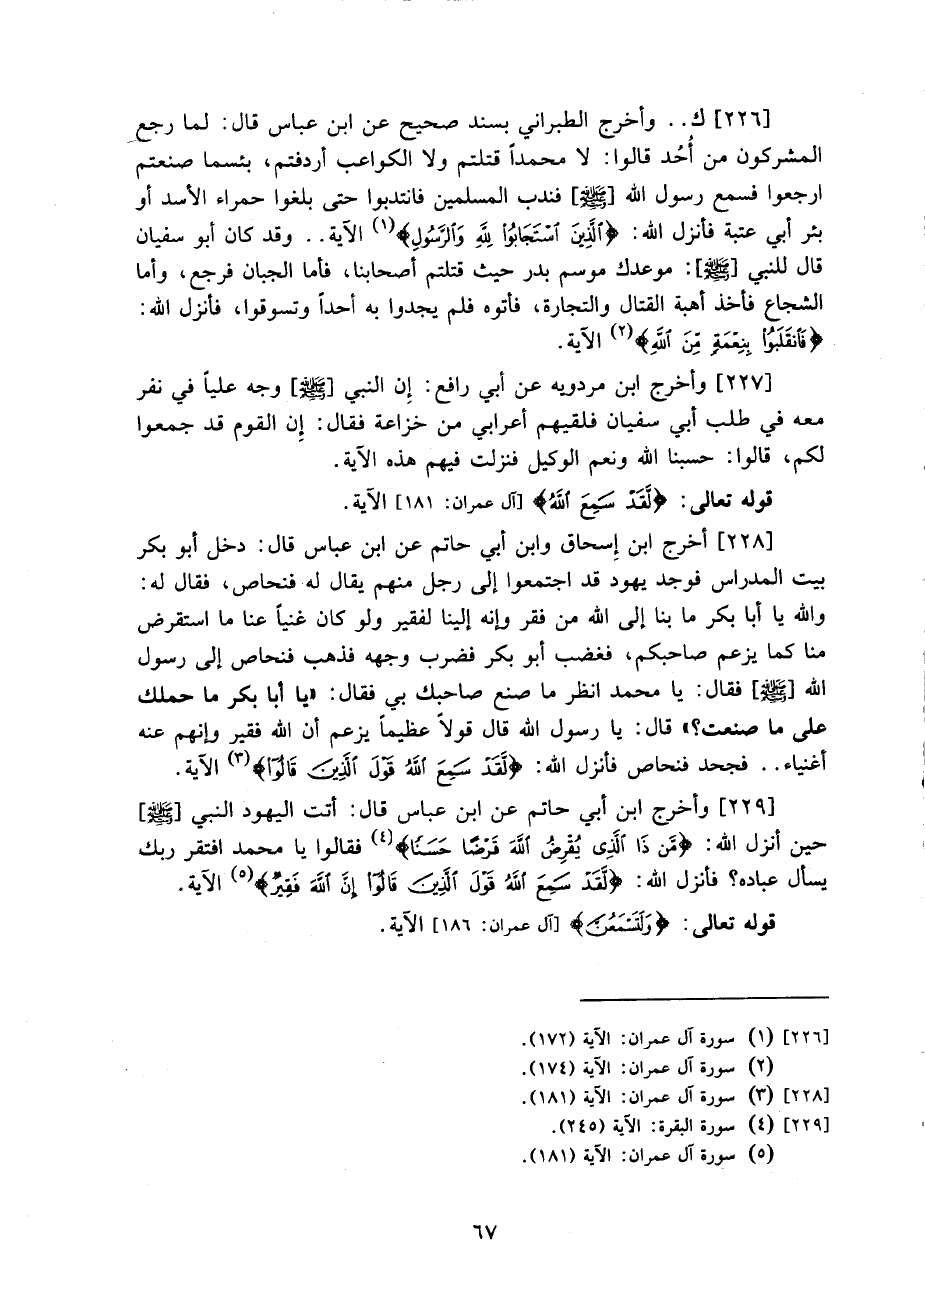 [٢٢٦] ك.. وأخرج الطبراني بسند صحيح عن ابن عباس قال: لما رجع
المشركون من أُحُد قالوا: لا محمداً قتلتم ولا الكواعب أردفتم، بئسما صنعتم
ارجعوا فسمع رسول الله [ﷺ] فندب المسلمين فانتدبوا حتى بلغوا حمراء الأسد أو
بئر أبي عتبة فأنزل الله: ﴿ٱلَّذِينَ ٱسْتَجَابُوا۟ لِلَّهِ وَٱلرَّسُولِ﴾(١) الآية.. وقد كان أبو سفيان
قال للنبي [ﷺ]: موعدك موسم بدر حيث قتلتم أصحابنا، فأما الجبان فرجع، وأما
الشجاع فأخذ أهبة القتال والتجارة، فأتوه فلم يجدوا به أحداً وتسوقوا، فأنزل الله:
﴿فَٱنقَلَبُوا۟ بِنِعْمَةٍ مِّنَ ٱللَّهِ﴾(٢) الآية.
[٢٢٧] وأخرج ابن مردويه عن أبي رافع: إن النبي [ﷺ] وجه علياً في نفر
معه في طلب أبي سفيان فلقيهم أعرابي من خزاعة فقال: إن القوم قد جمعوا
لكم، قالوا: حسبنا الله ونعم الوكيل فنزلت فيهم هذه الآية.
قوله تعالى: ﴿لَّقَدْ سَمِعَ ٱللَّهُ﴾ [آل عمران: ١٨١] الآية.
[٢٢٨] أخرج ابن إسحاق وابن أبي حاتم عن ابن عباس قال: دخل أبو بكر
بيت المدراس فوجد يهود قد اجتمعوا إلى رجل منهم يقال له فنحاص، فقال له:
والله يا أبا بكر ما بنا إلى الله من فقر وإنه إلينا لفقير ولو كان غنياً عنا ما استقرض
منا كما يزعم صاحبكم، فغضب أبو بكر فضرب وجهه فذهب فنحاص إلى رسول
الله [ﷺ] فقال: يا محمد انظر ما صنع صاحبك بي فقال: «يا أبا بكر ما حملك
على ما صنعت؟» قال: يا رسول الله قال قولاً عظيماً يزعم أن الله فقير وإنهم عنه
أغنياء.. فجحد فنحاص فأنزل الله: ﴿لَّقَدْ سَمِعَ ٱللَّهُ قَوْلَ ٱلَّذِينَ قَالُوٓا۟﴾(٣) الآية.
[٢٢٩] وأخرج ابن أبي حاتم عن ابن عباس قال: أتت اليهود النبي [ﷺ]
حين أنزل الله: ﴿مَّن ذَا ٱلَّذِى يُقْرِضُ ٱللَّهَ قَرْضًا حَسَنًا﴾(٤) فقالوا يا محمد افتقر ربك
يسأل عباده؟ فأنزل الله: ﴿لَّقَدْ سَمِعَ ٱللَّهُ قَوْلَ ٱلَّذِينَ قَالُوٓا۟ إِنَّ ٱللَّهَ فَقِيرٌ﴾(٥) الآية.
قوله تعالى: ﴿وَلَتَسْمَعُنَّ﴾ [آل عمران: ١٨٦] الآية.
[٢٢٦] (١) سورة آل عمران: الآية (١٧٢).
(٢) سورة آل عمران: الآية (١٧٤).
[٢٢٨] (٣) سورة آل عمران: الآية (١٨١).
[٢٢٩] (٤) سورة البقرة: الآية (٢٤٥).
(٥) سورة آل عمران: الآية (١٨١).
٦٧